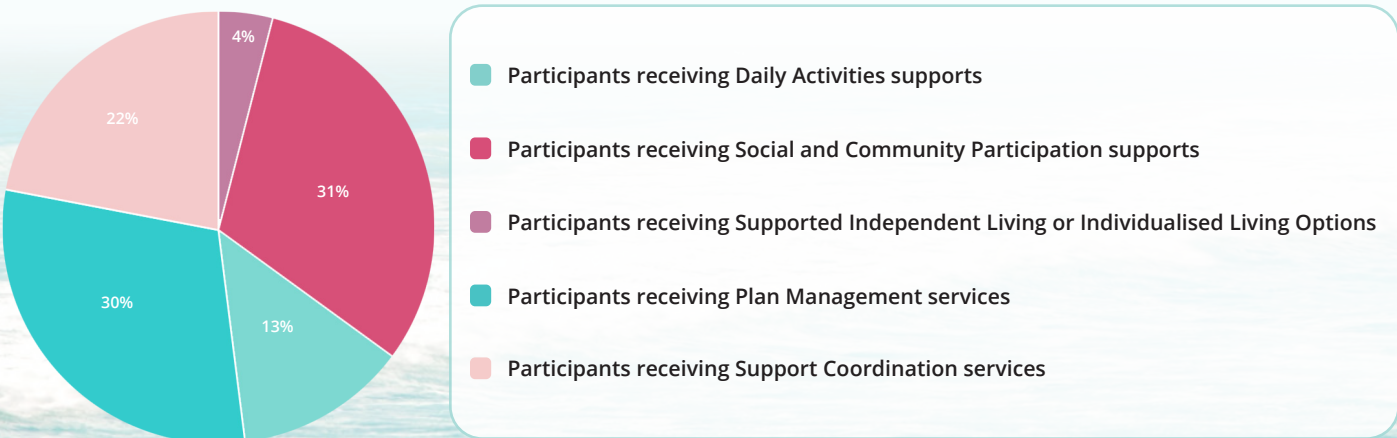 4%
22%
31%
30%
13%
Participants receiving Daily Activities supports
Participants receiving Social and Community Participation supports
Participants receiving Supported Independent Living or Individualised Living Options
Participants receiving Plan Management services
Participants receiving Support Coordination services